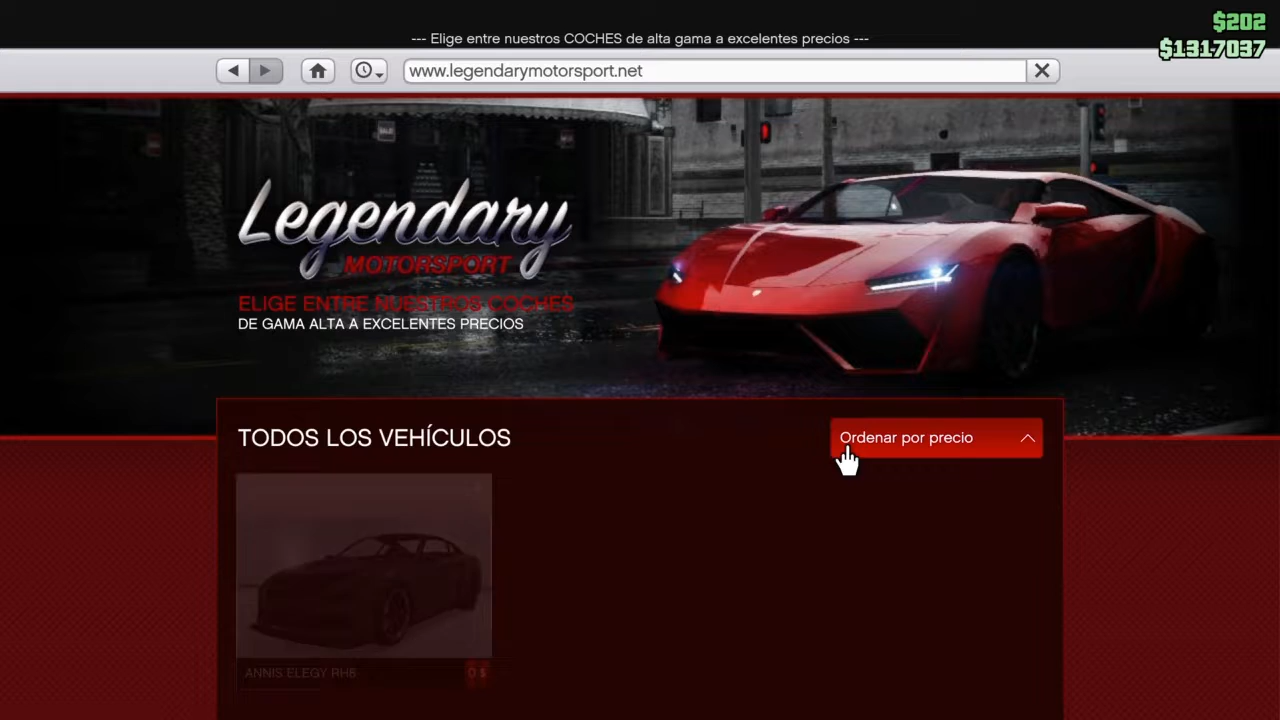 $202
--- Elige entre nuestros COCHES de alta gama a excelentes precios ---
$1317037
www.legendarymotorsport.net
Legendary
MOTORSPORT
ELIGE ENTRE NUESTROS COCHES
DE GAMA ALTA A EXCELENTES PRECIOS
TODOS LOS VEHÍCULOS
Ordenar por precio
ANNIS ELEGY RH8
0 $